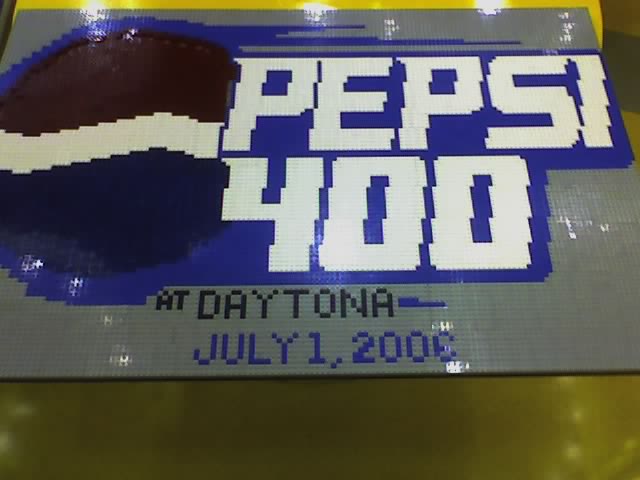 PEPSI
400
AT DAYTONA
JULY 1, 2006